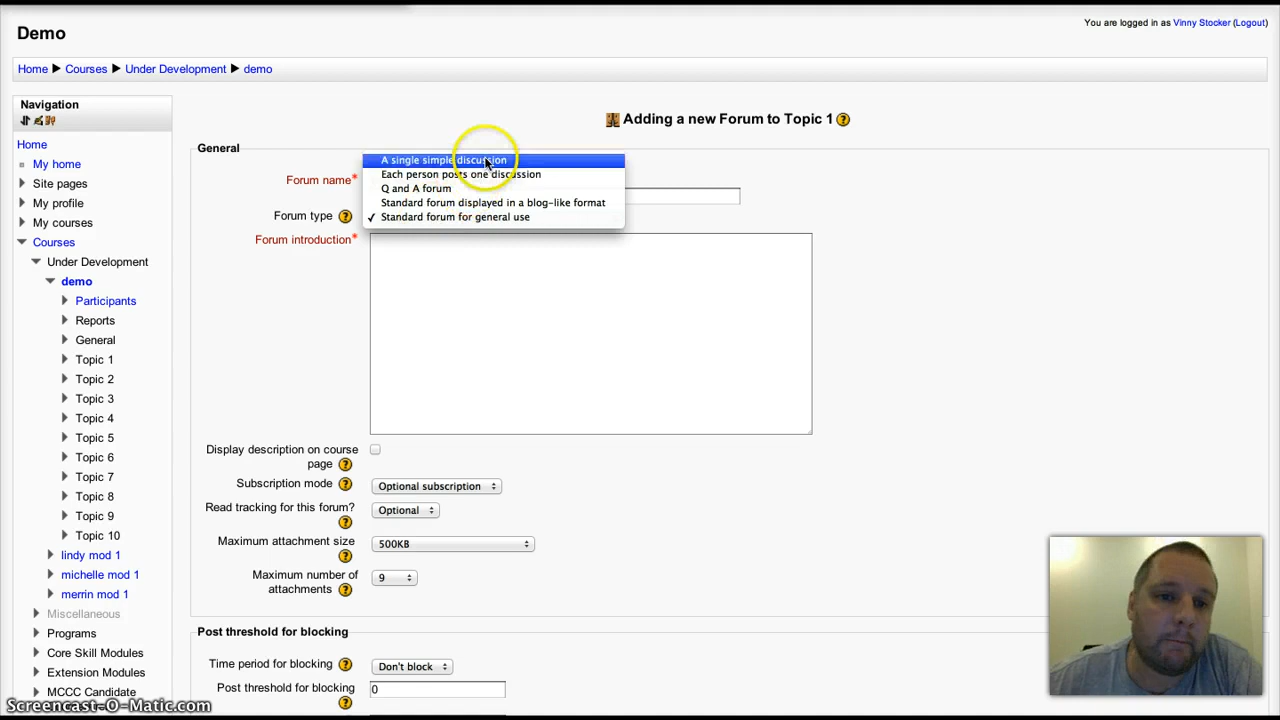 Demo
You are logged in as Vinny Stocker (Logout)
Home Courses Under Development demo
Navigation
Home
My home
Site pages
My profile
My courses
Courses
Under Development
demo
Participants
Reports
General
Topic 1
Topic 2
Topic 3
Topic 4
Topic 5
Topic 6
Topic 7
Topic 8
Topic 9
Topic 10
lindy mod 1
michelle mod 1
merrin mod 1
Miscellaneous
Programs
Core Skill Modules
Extension Modules
MCCC Candidate
Adding a new Forum to Topic 1
General
Forum name*
Forum type
A single simple discussion
Each person posts one discussion
Q and A forum
Standard forum displayed in a blog-like format
✓ Standard forum for general use
Forum introduction*
Display description on course
page
Subscription mode
Optional subscription
Read tracking for this forum?
Optional
Maximum attachment size
500KB
Maximum number of
attachments
9
Post threshold for blocking
Time period for blocking
Don't block
Post threshold for blocking
0
Screencast-O-Matic.com